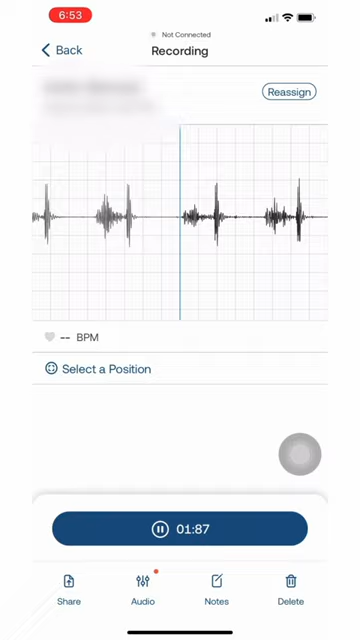 6:53
Not Connected
Back
Recording
Reassign
-- BPM
Select a Position
01:87
Share
Audio
Notes
Delete